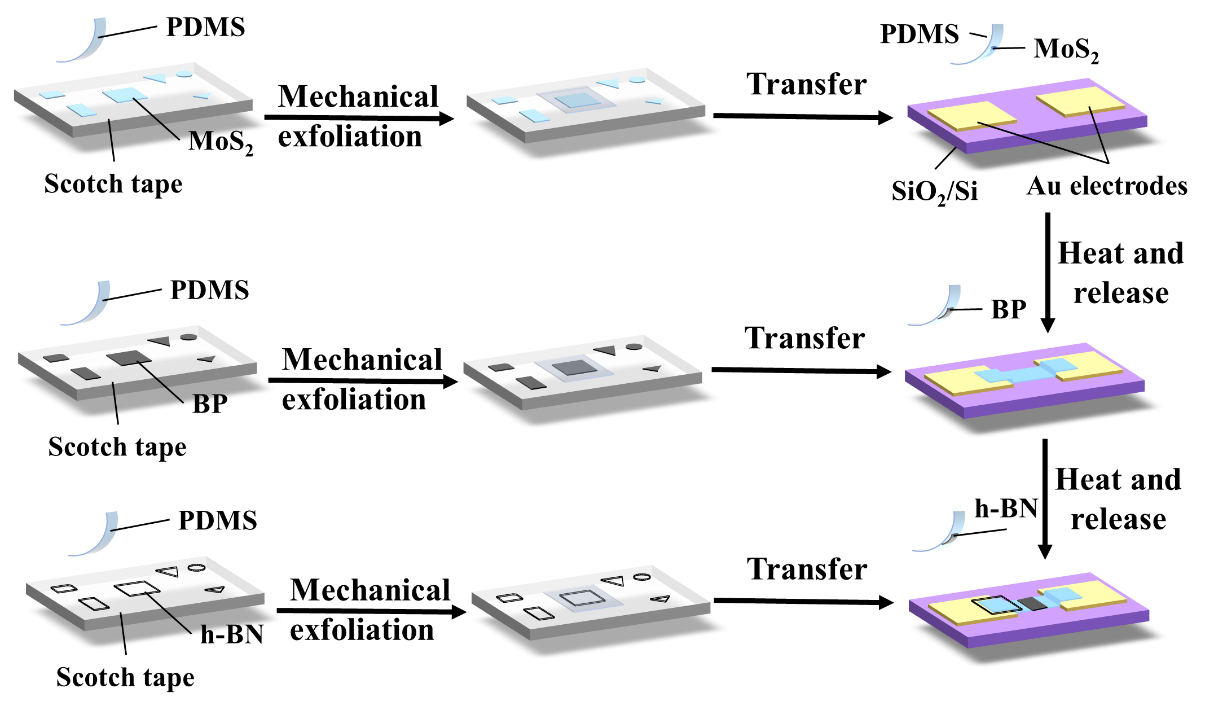 PDMS
MoS₂
Scotch tape
Mechanical
exfoliation
Transfer
PDMS
MoS₂
SiO₂/Si
Au electrodes
Heat and
release
PDMS
BP
Scotch tape
Mechanical
exfoliation
Transfer
BP
Heat and
release
PDMS
h-BN
Scotch tape
Mechanical
exfoliation
Transfer
h-BN